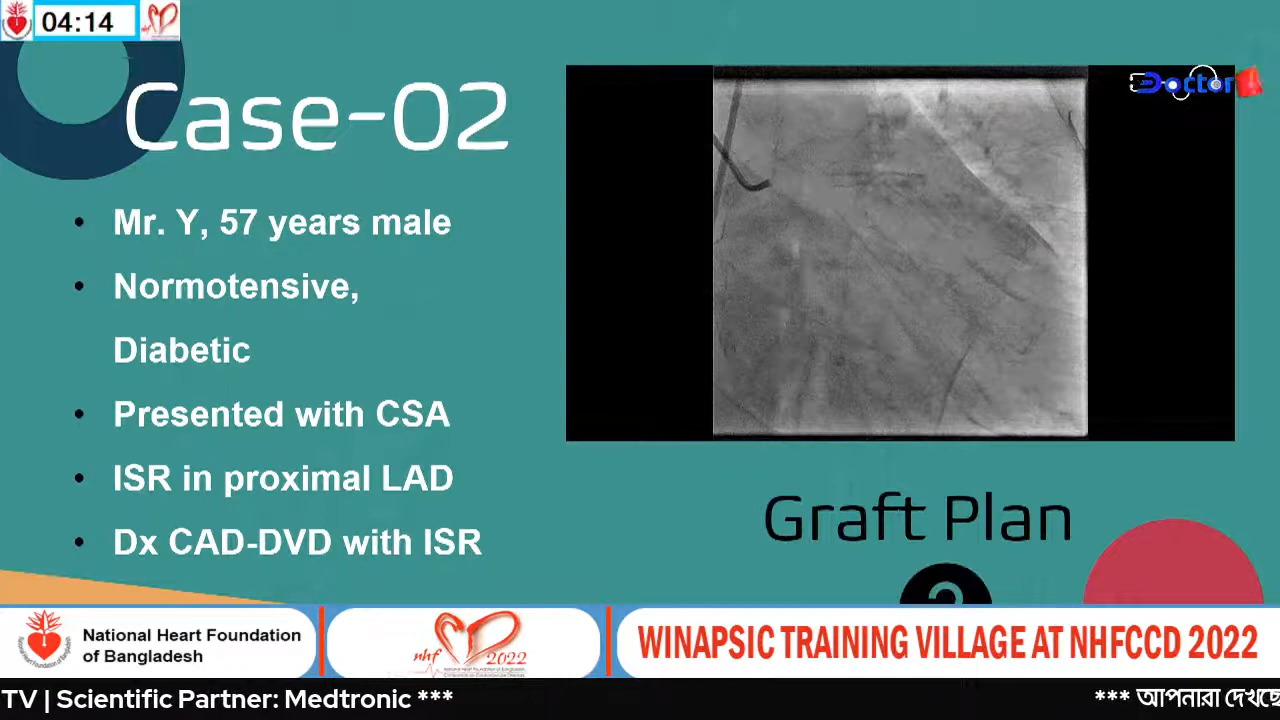 04:14
Case-02
Doctor
• Mr. Y, 57 years male
• Normotensive,
Diabetic
• Presented with CSA
• ISR in proximal LAD
• Dx CAD-DVD with ISR
Graft Plan
?
National Heart Foundation
of Bangladesh
nhf 2022
WINAPSIC TRAINING VILLAGE AT NHFCCD 2022
TV | Scientific Partner: Medtronic *** *** আপনারা দেখছে